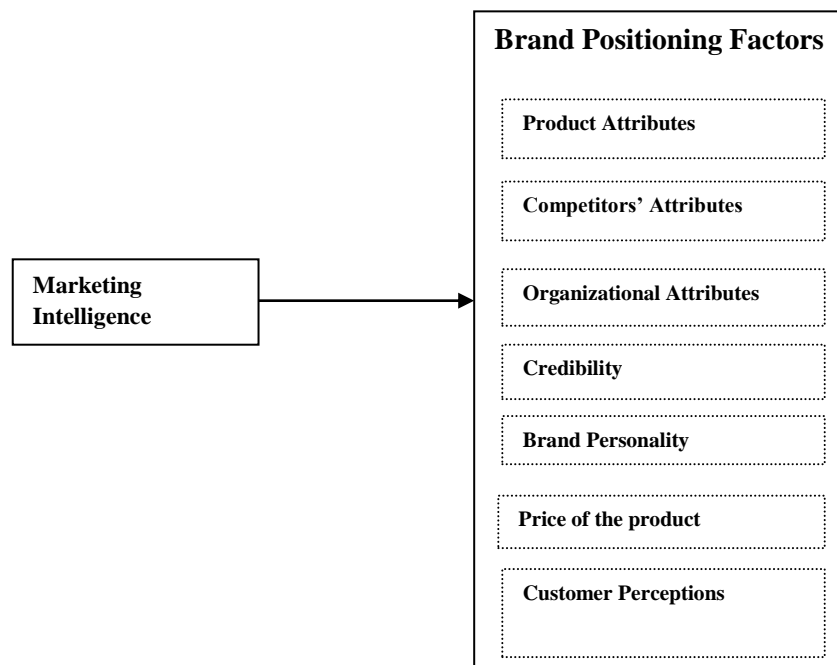 Brand Positioning Factors
Product Attributes
Competitors’ Attributes
Marketing
Intelligence
Organizational Attributes
Credibility
Brand Personality
Price of the product
Customer Perceptions